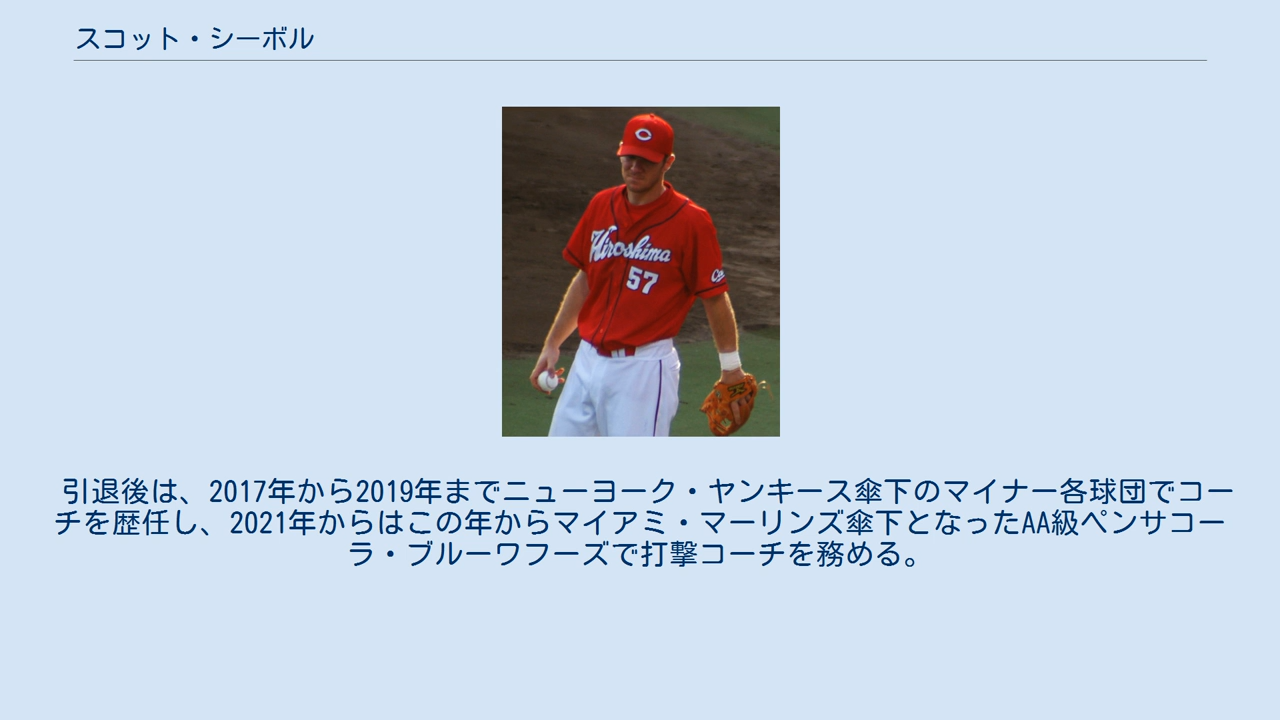 スコット・シーボル
Hiroshima
57
引退後は、2017年から2019年までニューヨーク・ヤンキース傘下のマイナー各球団でコー
チを歴任し、2021年からはこの年からマイアミ・マーリンズ傘下となったAA級ペンサコー
ラ・ブルーワフーズで打撃コーチを務める。